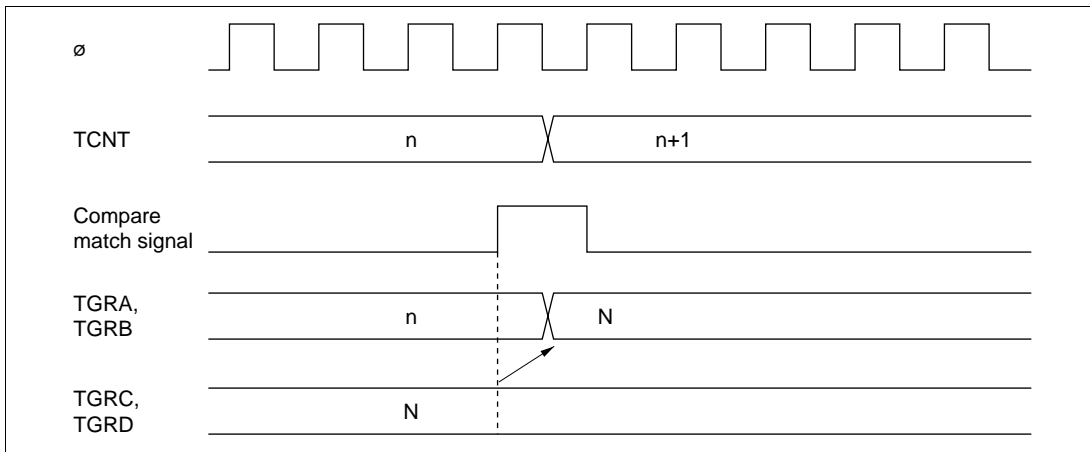 ø
TCNT n n+1
Compare
match signal
TGRA,
TGRB
n N
TGRC,
TGRD
N